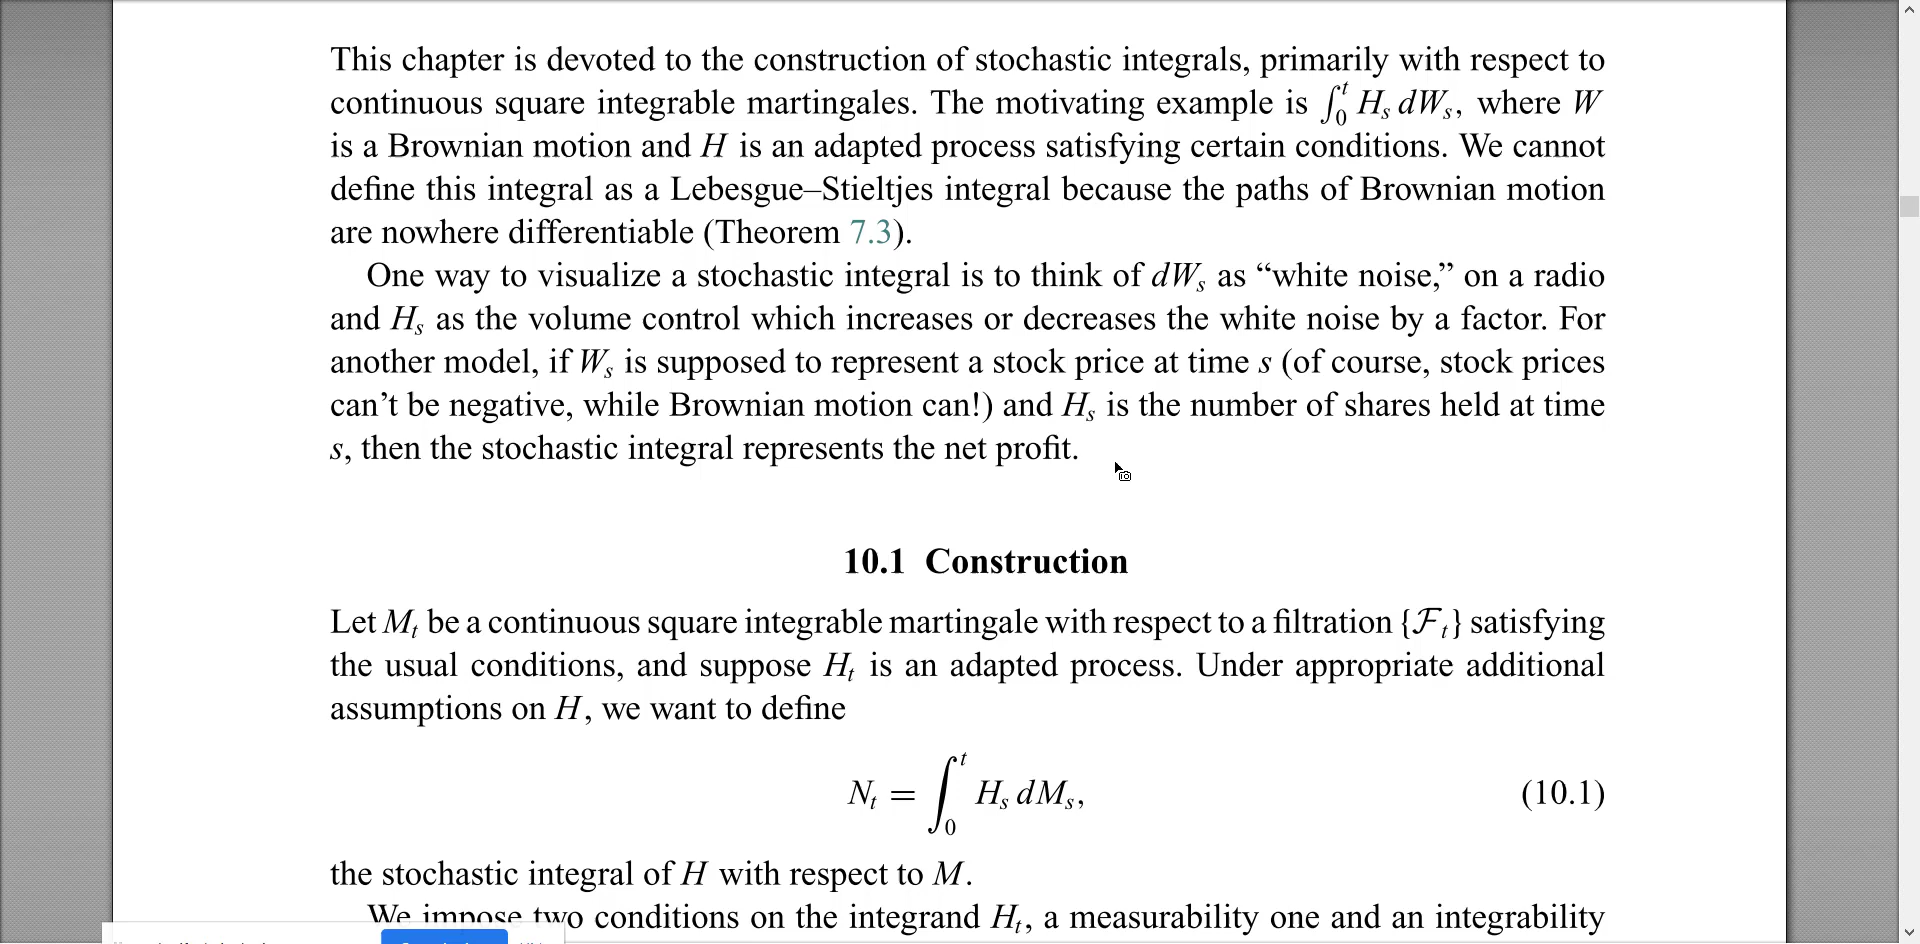 This chapter is devoted to the construction of stochastic integrals, primarily with respect to
continuous square integrable martingales. The motivating example is ∫₀ᵗ Hₛ dWₛ, where W
is a Brownian motion and H is an adapted process satisfying certain conditions. We cannot
define this integral as a Lebesgue–Stieltjes integral because the paths of Brownian motion
are nowhere differentiable (Theorem 7.3).
One way to visualize a stochastic integral is to think of dWₛ as “white noise,” on a radio
and Hₛ as the volume control which increases or decreases the white noise by a factor. For
another model, if Wₛ is supposed to represent a stock price at time s (of course, stock prices
can’t be negative, while Brownian motion can!) and Hₛ is the number of shares held at time
s, then the stochastic integral represents the net profit.
10.1 Construction
Let Mₜ be a continuous square integrable martingale with respect to a filtration {ℱₜ} satisfying
the usual conditions, and suppose Hₜ is an adapted process. Under appropriate additional
assumptions on H, we want to define
Nₜ = ∫₀ᵗ Hₛ dMₛ, (10.1)
the stochastic integral of H with respect to M.
We impose two conditions on the integrand Hₜ, a measurability one and an integrability